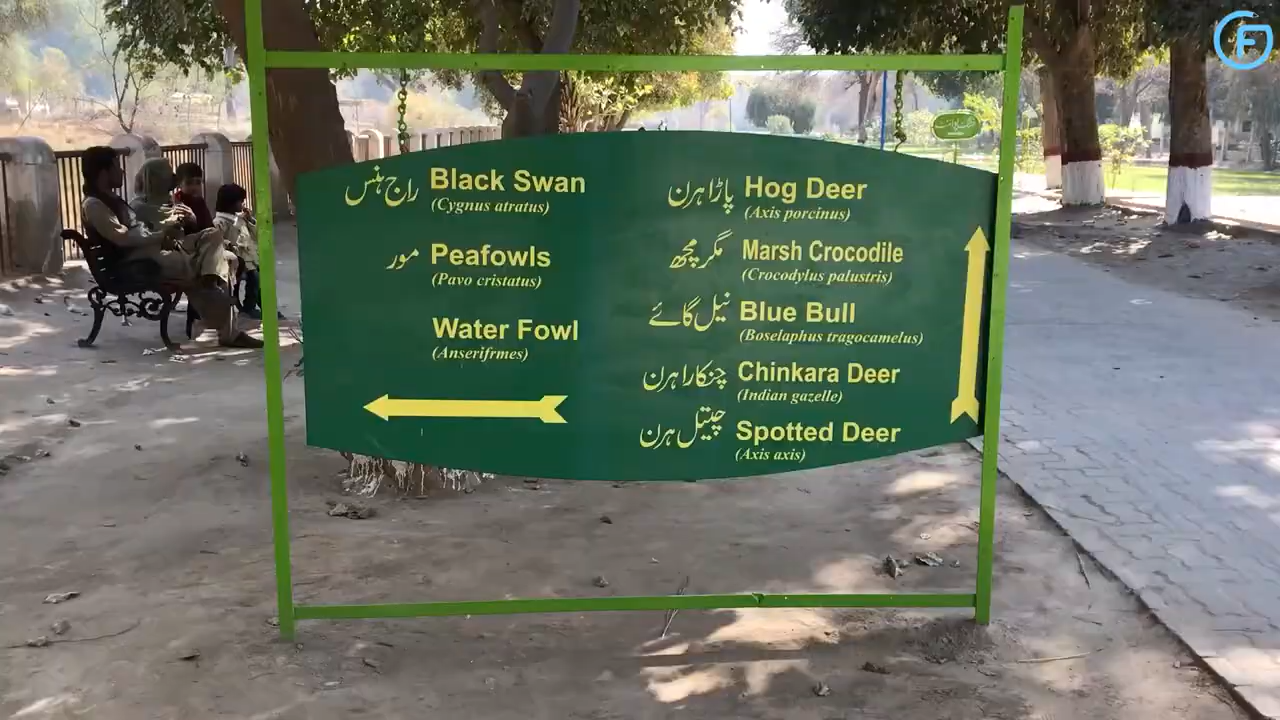 راج ہنس Black Swan
(Cygnus atratus)
مور Peafowls
(Pavo cristatus)
Water Fowl
(Anserifrmes)
پاڑا ہرن Hog Deer
(Axis porcinus)
مگرمچھ Marsh Crocodile
(Crocodylus palustris)
نیل گائے Blue Bull
(Boselaphus tragocamelus)
چنکارا ہرن Chinkara Deer
(Indian gazelle)
چیتل ہرن Spotted Deer
(Axis axis)